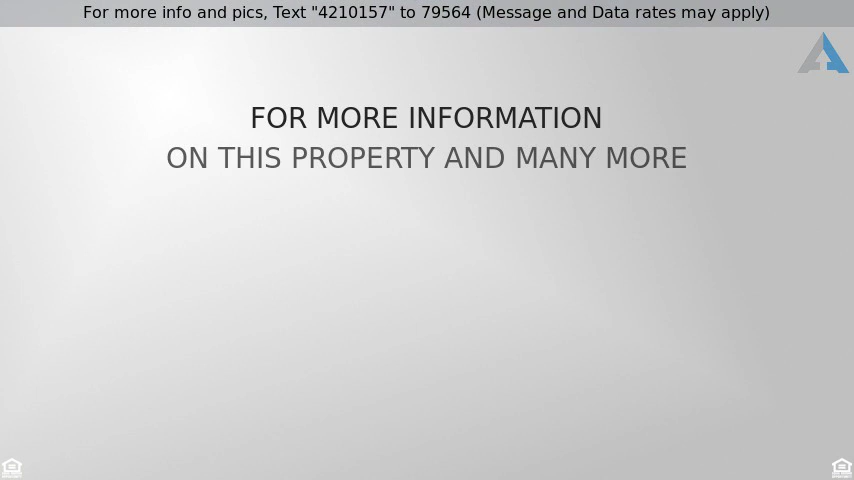 For more info and pics, Text "4210157" to 79564 (Message and Data rates may apply)
FOR MORE INFORMATION
ON THIS PROPERTY AND MANY MORE